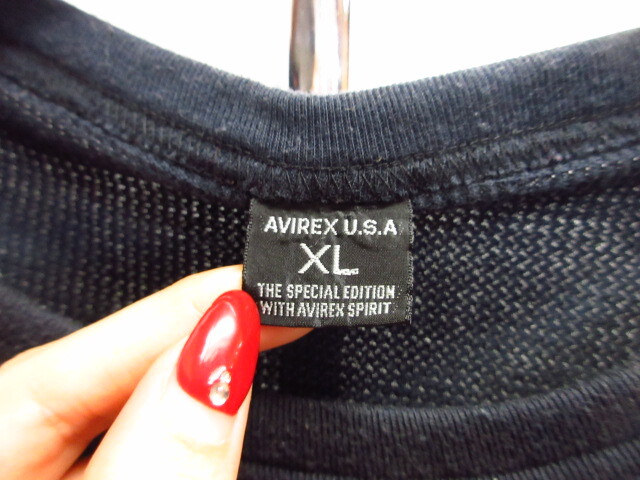 AVIREX U.S.A
XL
THE SPECIAL EDITION
WITH AVIREX SPIRIT